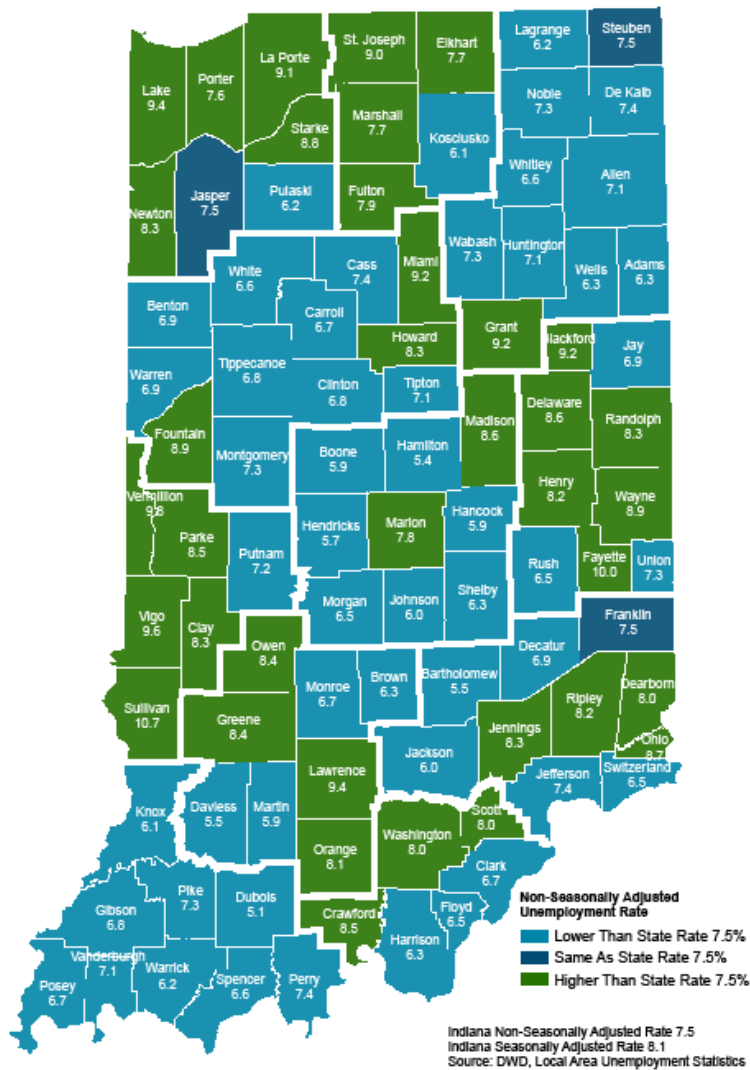 Lagrange
6.2
Steuben
7.5
St. Joseph
9.0
Elkhart
7.7
La Porte
9.1
Porter
7.6
Lake
9.4
Noble
7.3
De Kalb
7.4
Marshall
7.7
Starke
8.8
Kosciusko
6.1
Whitley
6.6
Allen
7.1
Jasper
7.5
Pulaski
6.2
Fulton
7.9
Newton
8.3
Wabash
7.3
Huntington
7.1
Wells
6.3
Adams
6.3
Miami
9.2
White
6.6
Cass
7.4
Benton
6.9
Carroll
6.7
Grant
9.2
Blackford
9.2
Jay
6.9
Howard
8.3
Warren
6.9
Tippecanoe
6.8
Clinton
6.8
Tipton
7.1
Madison
8.6
Delaware
8.6
Randolph
8.3
Fountain
8.9
Montgomery
7.3
Boone
5.9
Hamilton
5.4
Henry
8.2
Wayne
8.9
Vermillion
9.8
Parke
8.5
Putnam
7.2
Hendricks
5.7
Marion
7.8
Hancock
5.9
Rush
6.5
Fayette
10.0
Union
7.3
Vigo
9.6
Clay
8.3
Morgan
6.5
Johnson
6.0
Shelby
6.3
Franklin
7.5
Owen
8.4
Decatur
6.9
Monroe
6.7
Brown
6.3
Bartholomew
5.5
Dearborn
8.0
Ripley
8.2
Sullivan
10.7
Greene
8.4
Jennings
8.3
Ohio
8.7
Jackson
6.0
Lawrence
9.4
Jefferson
7.4
Switzerland
6.5
Knox
6.1
Daviess
5.5
Martin
5.9
Scott
8.0
Washington
8.0
Orange
8.1
Clark
6.7
Pike
7.3
Dubois
5.1
Gibson
6.8
Crawford
8.5
Floyd
6.5
Harrison
6.3
Vanderburgh
7.1
Warrick
6.2
Spencer
6.6
Perry
7.4
Posey
6.7
Non-Seasonally Adjusted
Unemployment Rate
Lower Than State Rate 7.5%
Same As State Rate 7.5%
Higher Than State Rate 7.5%
Indiana Non-Seasonally Adjusted Rate 7.5
Indiana Seasonally Adjusted Rate 8.1
Source: DWD, Local Area Unemployment Statistics